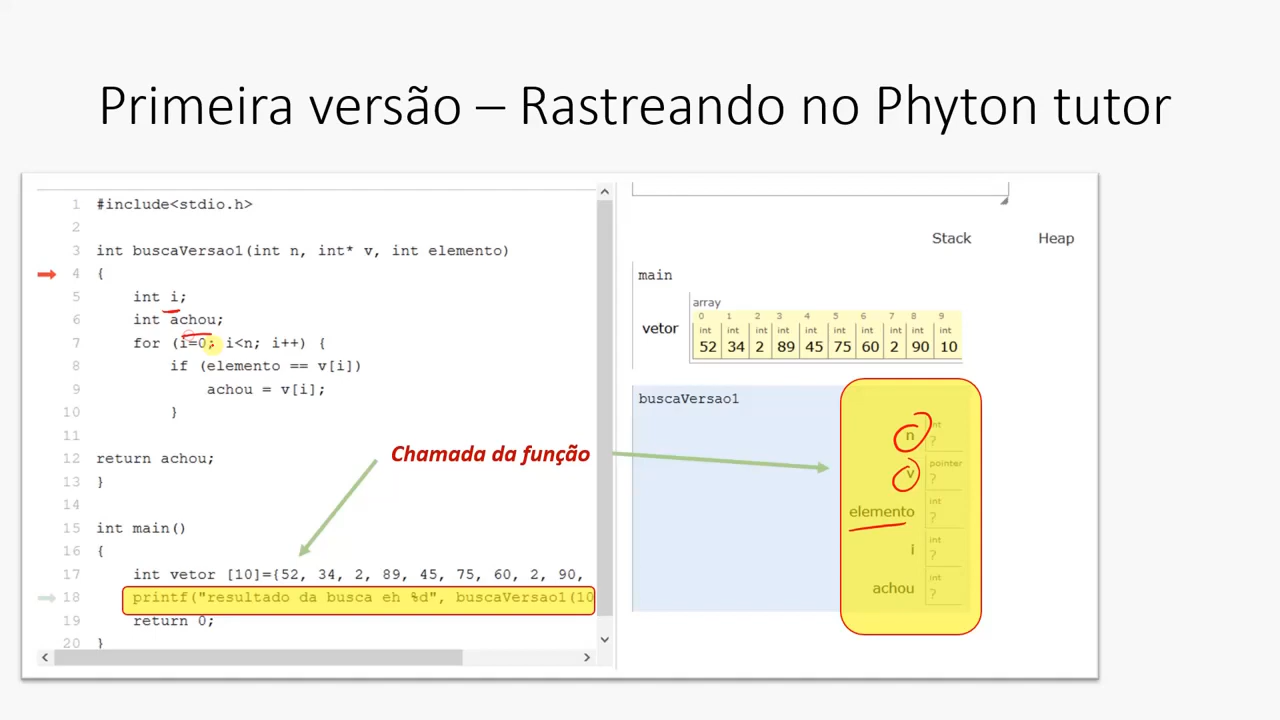 Primeira versão – Rastreando no Phyton tutor
1 #include<stdio.h>
2
3 int buscaVersao1(int n, int* v, int elemento)
4 {
5 int i;
6 int achou;
7 for (i=0; i<n; i++) {
8 if (elemento == v[i])
9 achou = v[i];
10 }
11
12 return achou;
13 }
14
15 int main()
16 {
17 int vetor [10]={52, 34, 2, 89, 45, 75, 60, 2, 90,
18 printf("resultado da busca eh %d", buscaVersao1(10
19 return 0;
20 }
Chamada da função
Stack Heap
main
array
0 1 2 3 4 5 6 7 8 9
vetor
int int int int int int int int int int
52 34 2 89 45 75 60 2 90 10
buscaVersao1
n int ?
v pointer ?
elemento int ?
i int ?
achou int ?